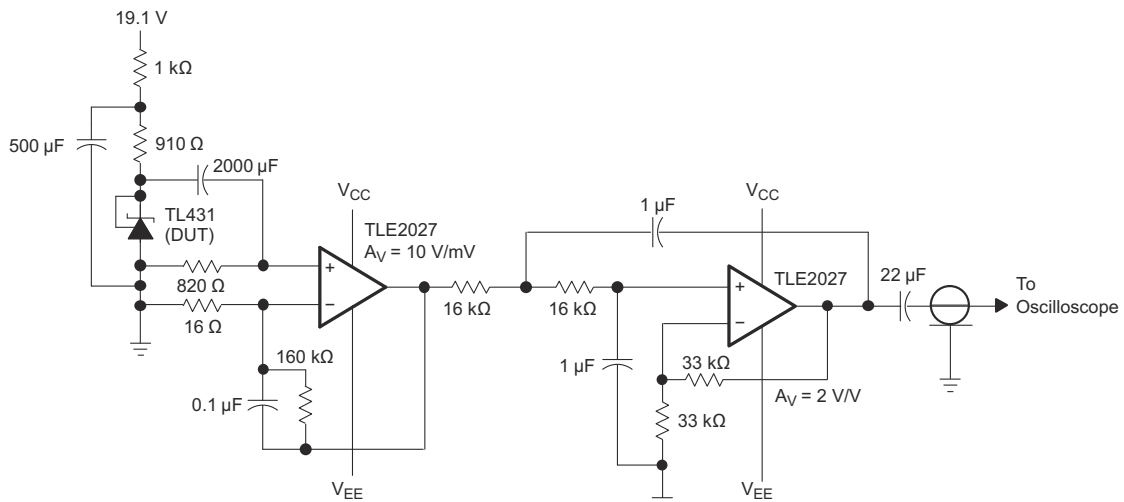 19.1 V
1 kΩ
500 µF
910 Ω
2000 µF
TL431
(DUT)
820 Ω
16 Ω
160 kΩ
0.1 µF
VCC
TLE2027
AV = 10 V/mV
VEE
16 kΩ
16 kΩ
1 µF
1 µF
VCC
TLE2027
33 kΩ
33 kΩ
AV = 2 V/V
VEE
22 µF
To
Oscilloscope
+
−
+
−